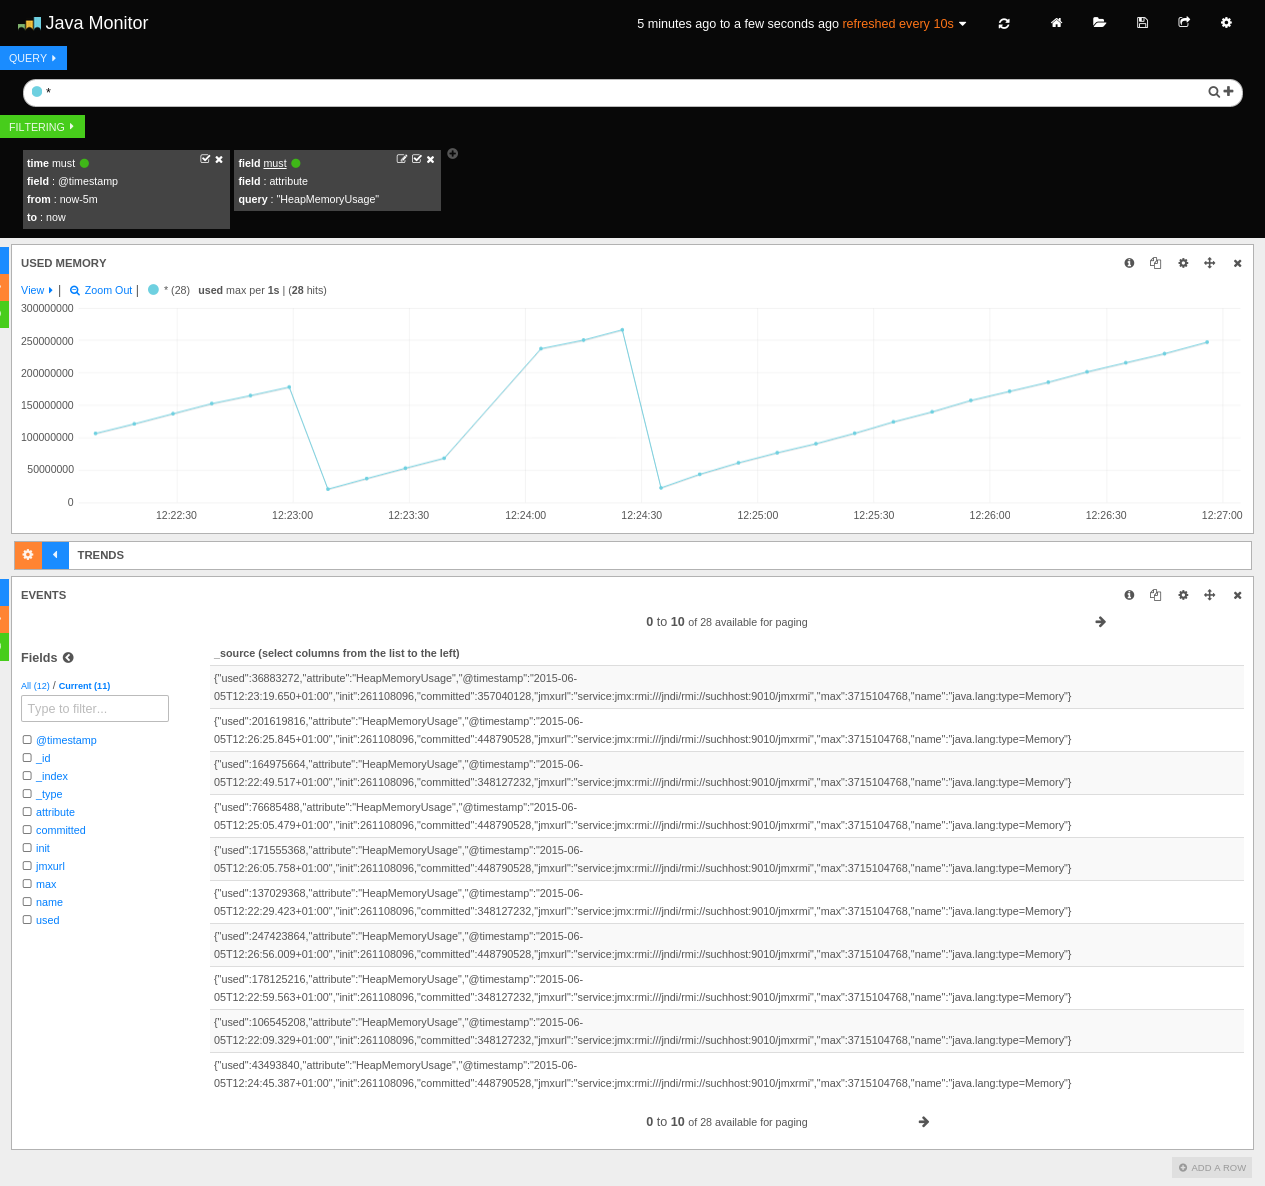 Java Monitor
5 minutes ago to a few seconds ago refreshed every 10s
QUERY
*
FILTERING
time must
field : @timestamp
from : now-5m
to : now
field must
field : attribute
query : "HeapMemoryUsage"
USED MEMORY
View | Zoom Out | * (28) used max per 1s | (28 hits)
300000000
250000000
200000000
150000000
100000000
50000000
0
12:22:30 12:23:00 12:23:30 12:24:00 12:24:30 12:25:00 12:25:30 12:26:00 12:26:30 12:27:00
TRENDS
EVENTS
0 to 10 of 28 available for paging
Fields
All (12) / Current (11)
Type to filter...
@timestamp
_id
_index
_type
attribute
committed
init
jmxurl
max
name
used
_source (select columns from the list to the left)
{"used":36883272,"attribute":"HeapMemoryUsage","@timestamp":"2015-06-
05T12:23:19.650+01:00","init":261108096,"committed":357040128,"jmxurl":"service:jmx:rmi:///jndi/rmi://suchhost:9010/jmxrmi","max":3715104768,"name":"java.lang:type=Memory"}
{"used":201619816,"attribute":"HeapMemoryUsage","@timestamp":"2015-06-
05T12:26:25.845+01:00","init":261108096,"committed":448790528,"jmxurl":"service:jmx:rmi:///jndi/rmi://suchhost:9010/jmxrmi","max":3715104768,"name":"java.lang:type=Memory"}
{"used":164975664,"attribute":"HeapMemoryUsage","@timestamp":"2015-06-
05T12:22:49.517+01:00","init":261108096,"committed":348127232,"jmxurl":"service:jmx:rmi:///jndi/rmi://suchhost:9010/jmxrmi","max":3715104768,"name":"java.lang:type=Memory"}
{"used":76685488,"attribute":"HeapMemoryUsage","@timestamp":"2015-06-
05T12:25:05.479+01:00","init":261108096,"committed":448790528,"jmxurl":"service:jmx:rmi:///jndi/rmi://suchhost:9010/jmxrmi","max":3715104768,"name":"java.lang:type=Memory"}
{"used":171555368,"attribute":"HeapMemoryUsage","@timestamp":"2015-06-
05T12:26:05.758+01:00","init":261108096,"committed":448790528,"jmxurl":"service:jmx:rmi:///jndi/rmi://suchhost:9010/jmxrmi","max":3715104768,"name":"java.lang:type=Memory"}
{"used":137029368,"attribute":"HeapMemoryUsage","@timestamp":"2015-06-
05T12:22:29.423+01:00","init":261108096,"committed":348127232,"jmxurl":"service:jmx:rmi:///jndi/rmi://suchhost:9010/jmxrmi","max":3715104768,"name":"java.lang:type=Memory"}
{"used":247423864,"attribute":"HeapMemoryUsage","@timestamp":"2015-06-
05T12:26:56.009+01:00","init":261108096,"committed":448790528,"jmxurl":"service:jmx:rmi:///jndi/rmi://suchhost:9010/jmxrmi","max":3715104768,"name":"java.lang:type=Memory"}
{"used":178125216,"attribute":"HeapMemoryUsage","@timestamp":"2015-06-
05T12:22:59.563+01:00","init":261108096,"committed":348127232,"jmxurl":"service:jmx:rmi:///jndi/rmi://suchhost:9010/jmxrmi","max":3715104768,"name":"java.lang:type=Memory"}
{"used":106545208,"attribute":"HeapMemoryUsage","@timestamp":"2015-06-
05T12:22:09.329+01:00","init":261108096,"committed":348127232,"jmxurl":"service:jmx:rmi:///jndi/rmi://suchhost:9010/jmxrmi","max":3715104768,"name":"java.lang:type=Memory"}
{"used":43493840,"attribute":"HeapMemoryUsage","@timestamp":"2015-06-
05T12:24:45.387+01:00","init":261108096,"committed":448790528,"jmxurl":"service:jmx:rmi:///jndi/rmi://suchhost:9010/jmxrmi","max":3715104768,"name":"java.lang:type=Memory"}
0 to 10 of 28 available for paging
ADD A ROW